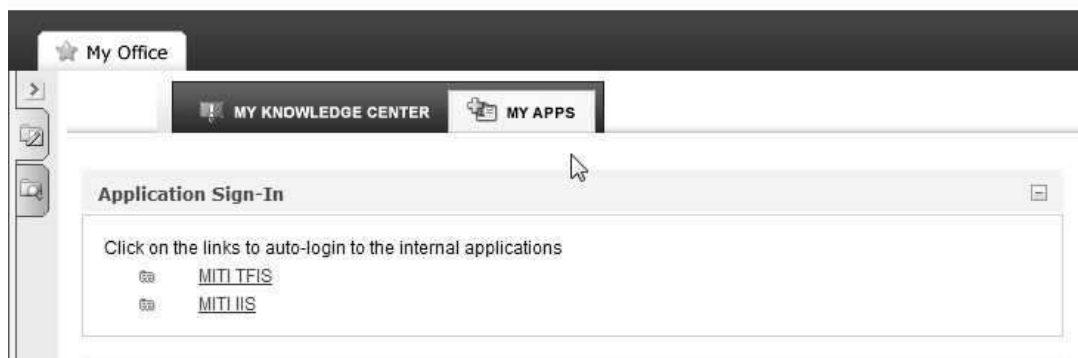 My Office
MY KNOWLEDGE CENTER MY APPS
Application Sign-In
Click on the links to auto-login to the internal applications
MITI TFIS
MITI IIS